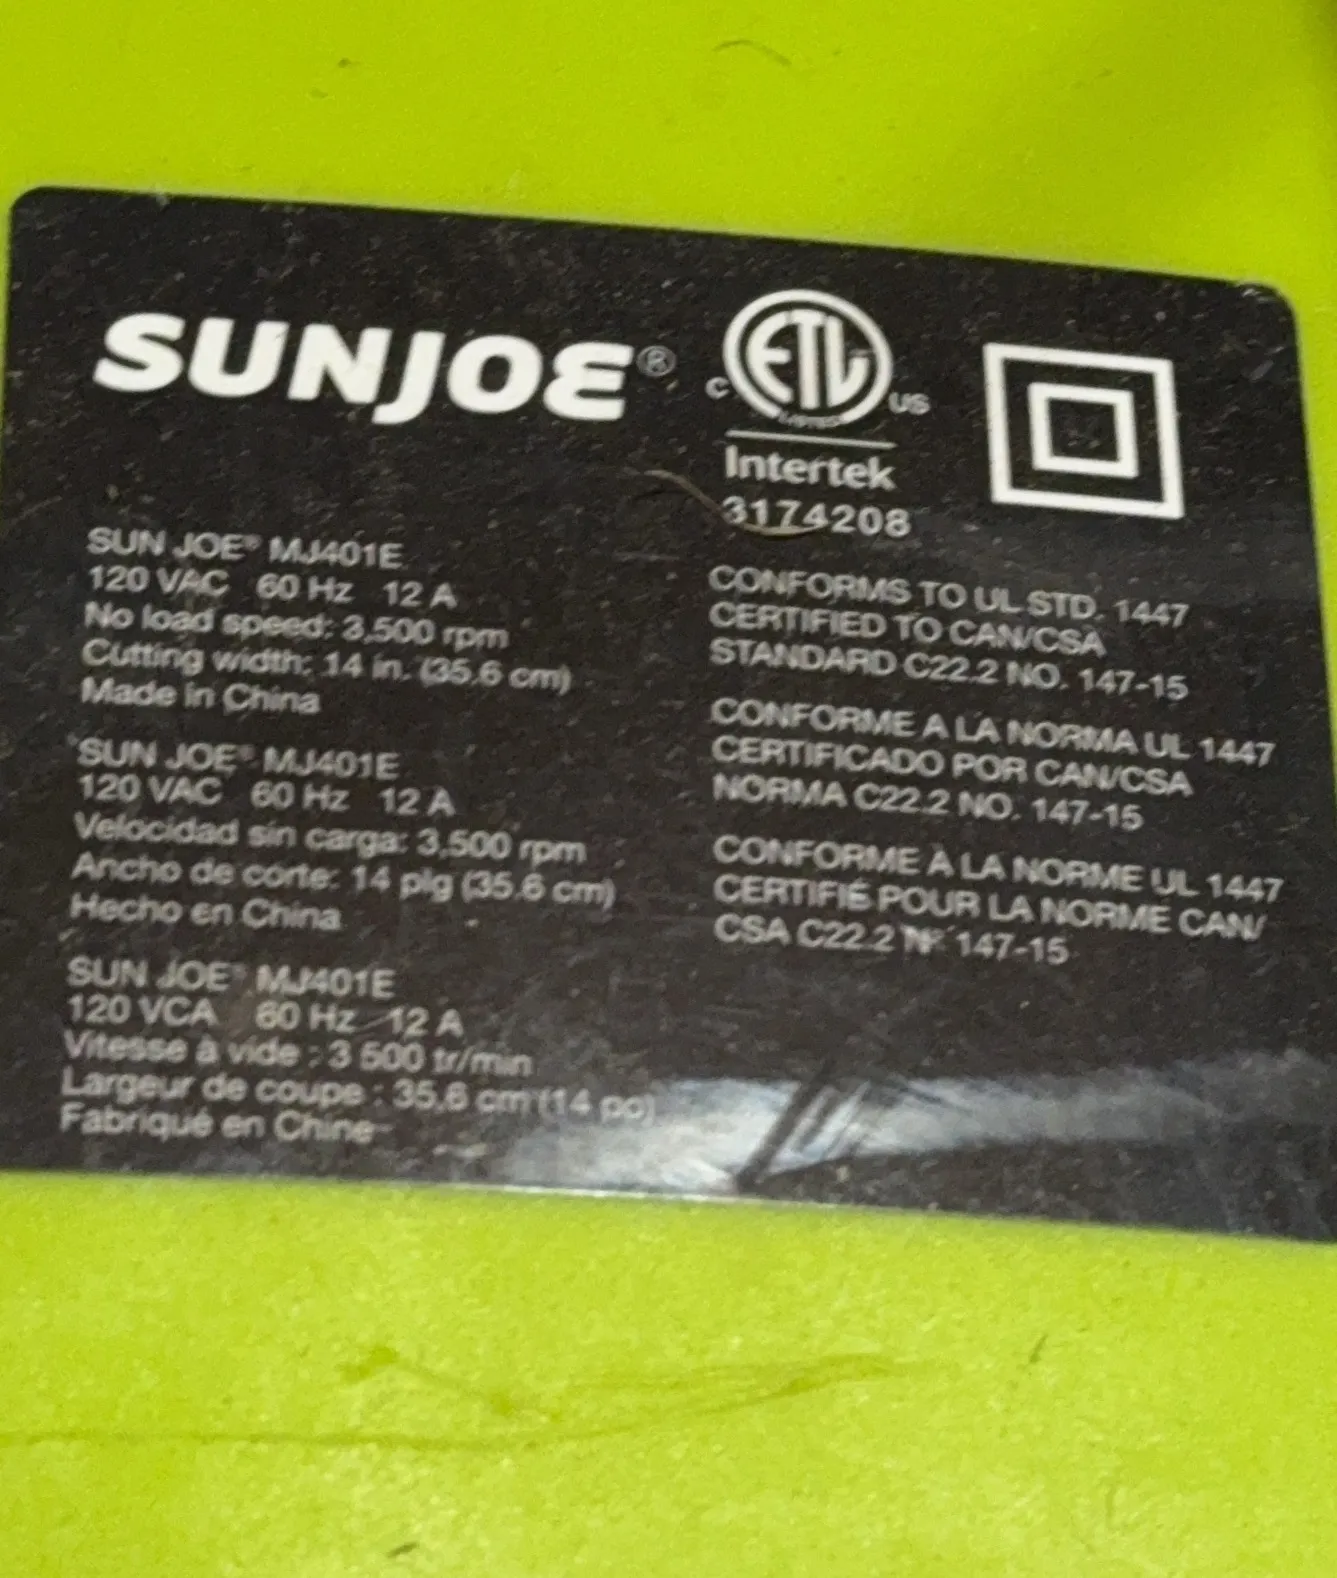 SUNJOE®
C ETL US
LISTED
Intertek
3174208
SUN JOE® MJ401E
120 VAC 60 Hz 12 A
No load speed: 3,500 rpm
Cutting width: 14 in. (35.6 cm)
Made in China
SUN JOE® MJ401E
120 VAC 60 Hz 12 A
Velocidad sin carga: 3,500 rpm
Ancho de corte: 14 plg (35.6 cm)
Hecho en China
SUN JOE® MJ401E
120 VCA 60 Hz 12 A
Vitesse à vide : 3 500 tr/min
Largeur de coupe : 35,6 cm (14 po)
Fabriqué en Chine
CONFORMS TO UL STD. 1447
CERTIFIED TO CAN/CSA
STANDARD C22.2 NO. 147-15
CONFORME A LA NORMA UL 1447
CERTIFICADO POR CAN/CSA
NORMA C22.2 NO. 147-15
CONFORME À LA NORME UL 1447
CERTIFIÉ POUR LA NORME CAN/
CSA C22.2 Nº 147-15